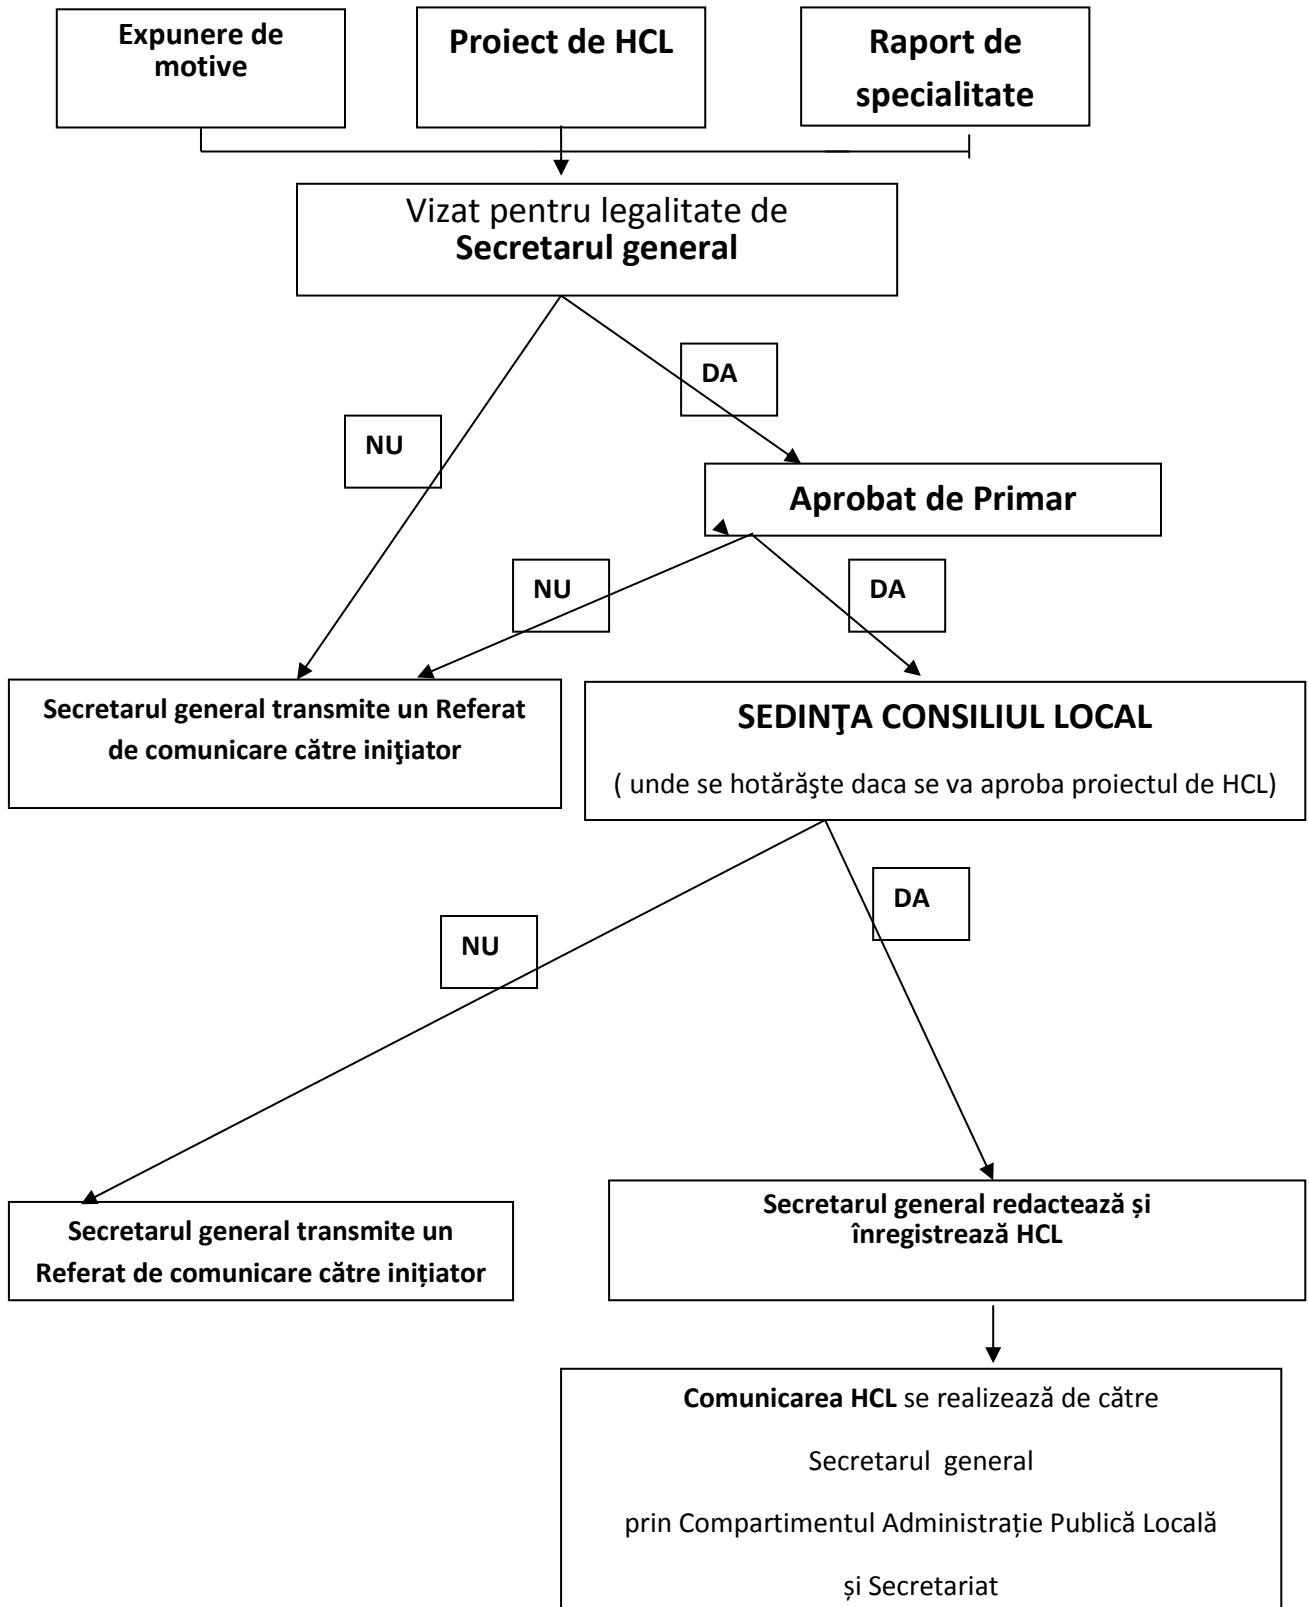 Expunere de
motive
Proiect de HCL
Raport de
specialitate
Vizat pentru legalitate de
Secretarul general
DA
NU
Aprobat de Primar
NU
DA
Secretarul general transmite un Referat
de comunicare către iniţiator
SEDINŢA CONSILIUL LOCAL
( unde se hotărăşte daca se va aproba proiectul de HCL)
DA
NU
Secretarul general redactează și
înregistrează HCL
Secretarul general transmite un
Referat de comunicare către inițiator
Comunicarea HCL se realizează de către
Secretarul general
prin Compartimentul Administrație Publică Locală
și Secretariat